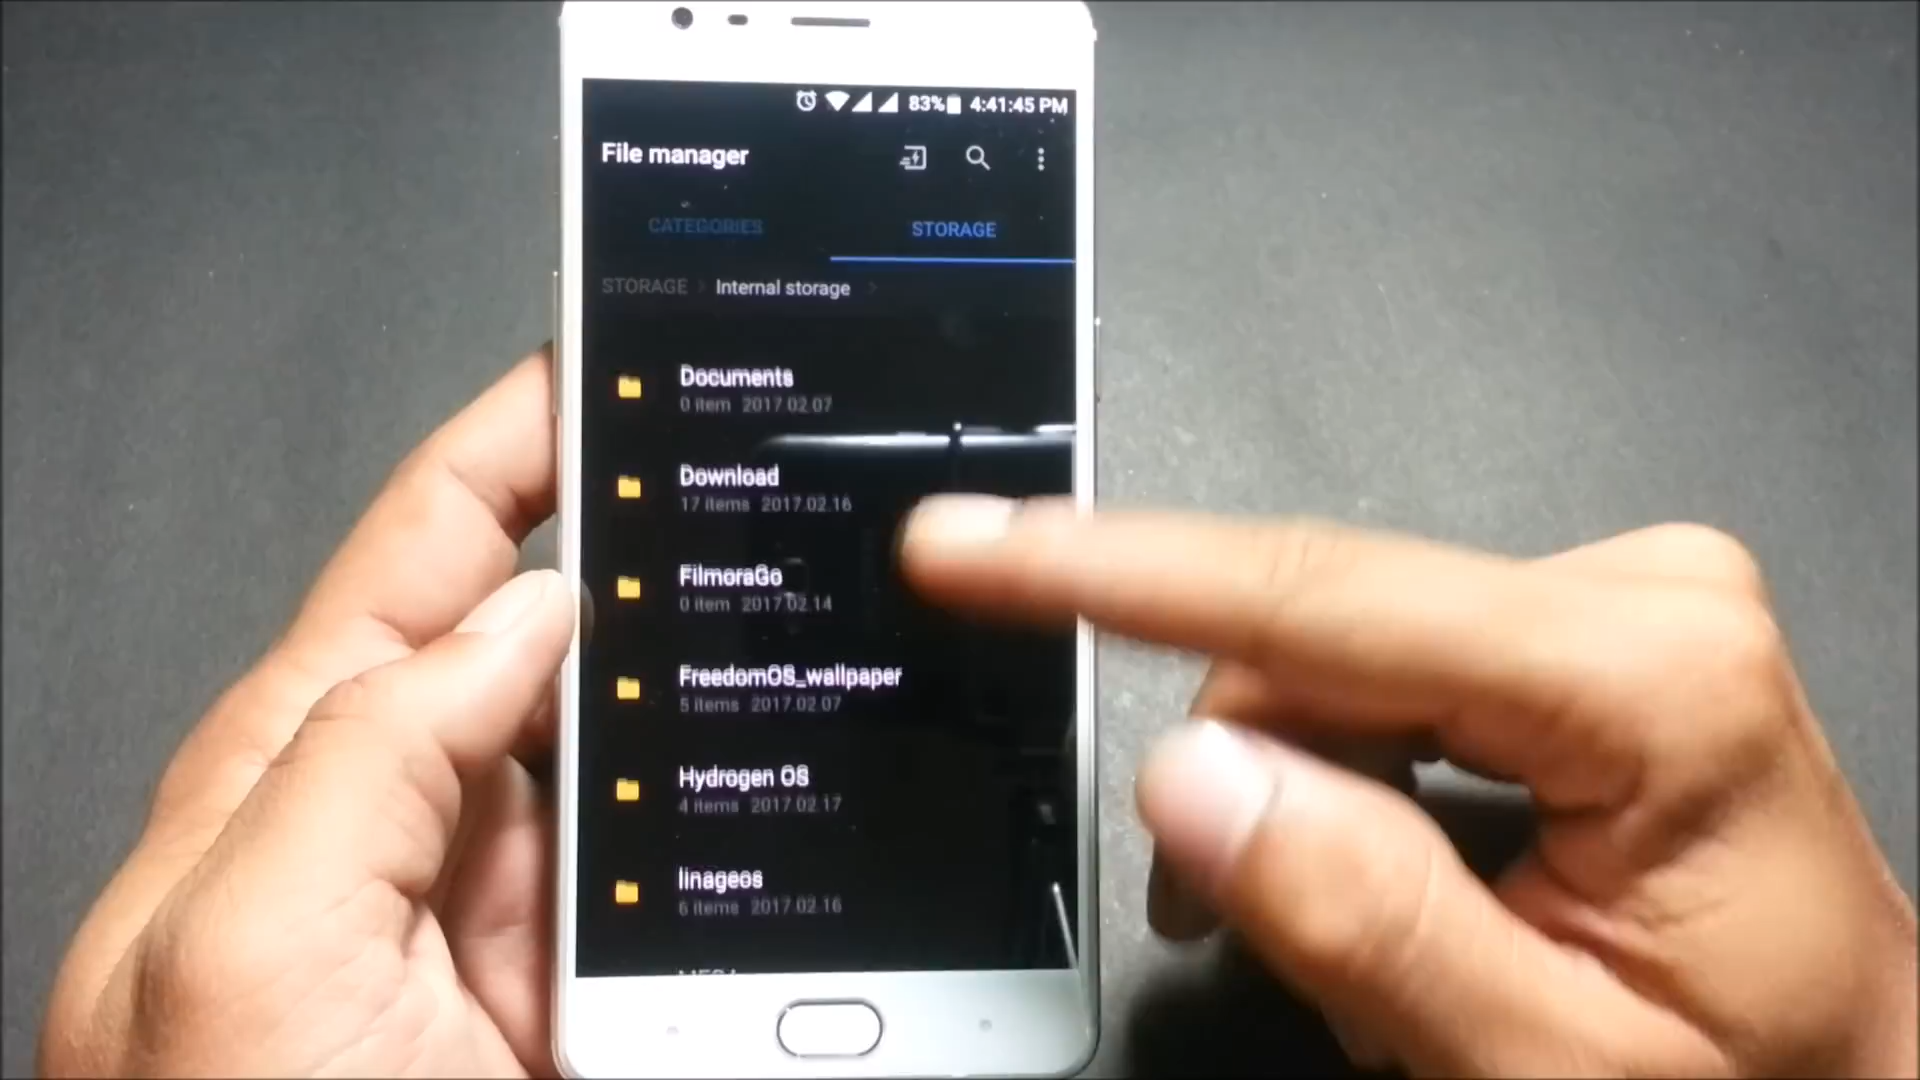 83% 4:41:45 PM
File manager
CATEGORIES STORAGE
STORAGE > Internal storage >
Documents
0 item 2017.02.07
Download
17 items 2017.02.16
FilmoraGo
0 item 2017.02.14
FreedomOS_wallpaper
5 items 2017.02.07
Hydrogen OS
4 items 2017.02.17
linageos
6 items 2017.02.16